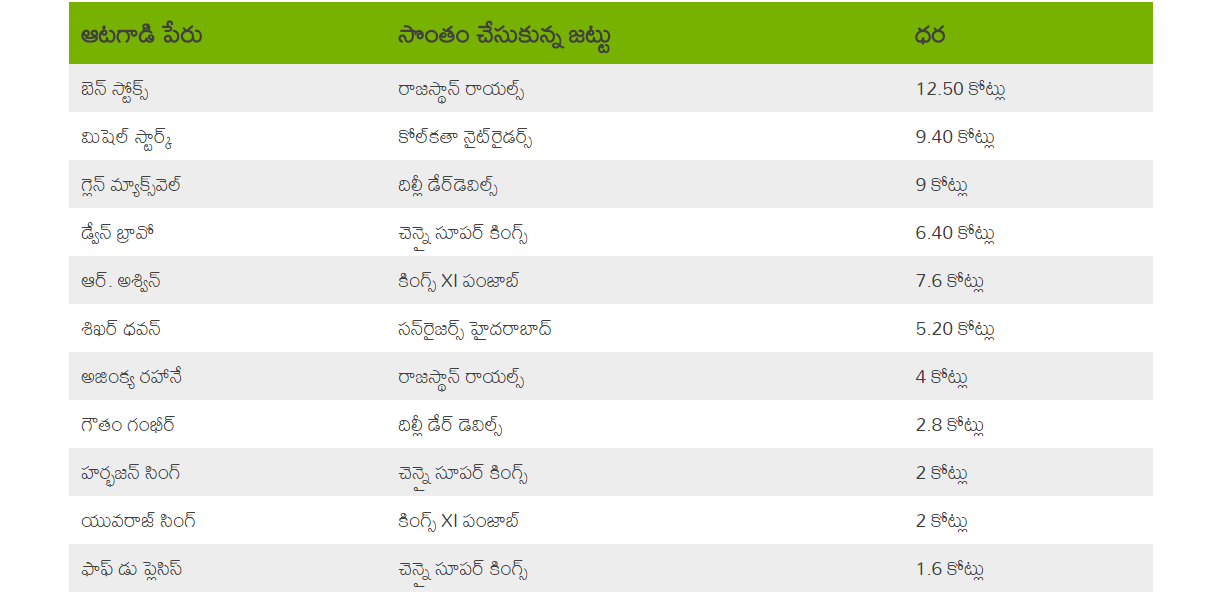 ఆటగాడి పేరు సొంతం చేసుకున్న జట్టు ధర
బెన్ స్టోక్స్ రాజస్థాన్ రాయల్స్ 12.50 కోట్లు
మిషెల్ స్టార్క్ కోల్‌కతా నైట్‌రైడర్స్ 9.40 కోట్లు
గ్లెన్ మ్యాక్స్‌వెల్ దిల్లీ డేర్‌డెవిల్స్ 9 కోట్లు
డ్వేన్ బ్రావో చెన్నై సూపర్ కింగ్స్ 6.40 కోట్లు
ఆర్. అశ్విన్ కింగ్స్ XI పంజాబ్ 7.6 కోట్లు
శిఖర్ ధవన్ సన్‌రైజర్స్ హైదరాబాద్ 5.20 కోట్లు
అజింక్య రహానే రాజస్థాన్ రాయల్స్ 4 కోట్లు
గౌతం గంభీర్ దిల్లీ డేర్ డెవిల్స్ 2.8 కోట్లు
హర్భజన్ సింగ్ చెన్నై సూపర్ కింగ్స్ 2 కోట్లు
యువరాజ్ సింగ్ కింగ్స్ XI పంజాబ్ 2 కోట్లు
ఫాఫ్ డు ప్లెసిస్ చెన్నై సూపర్ కింగ్స్ 1.6 కోట్లు